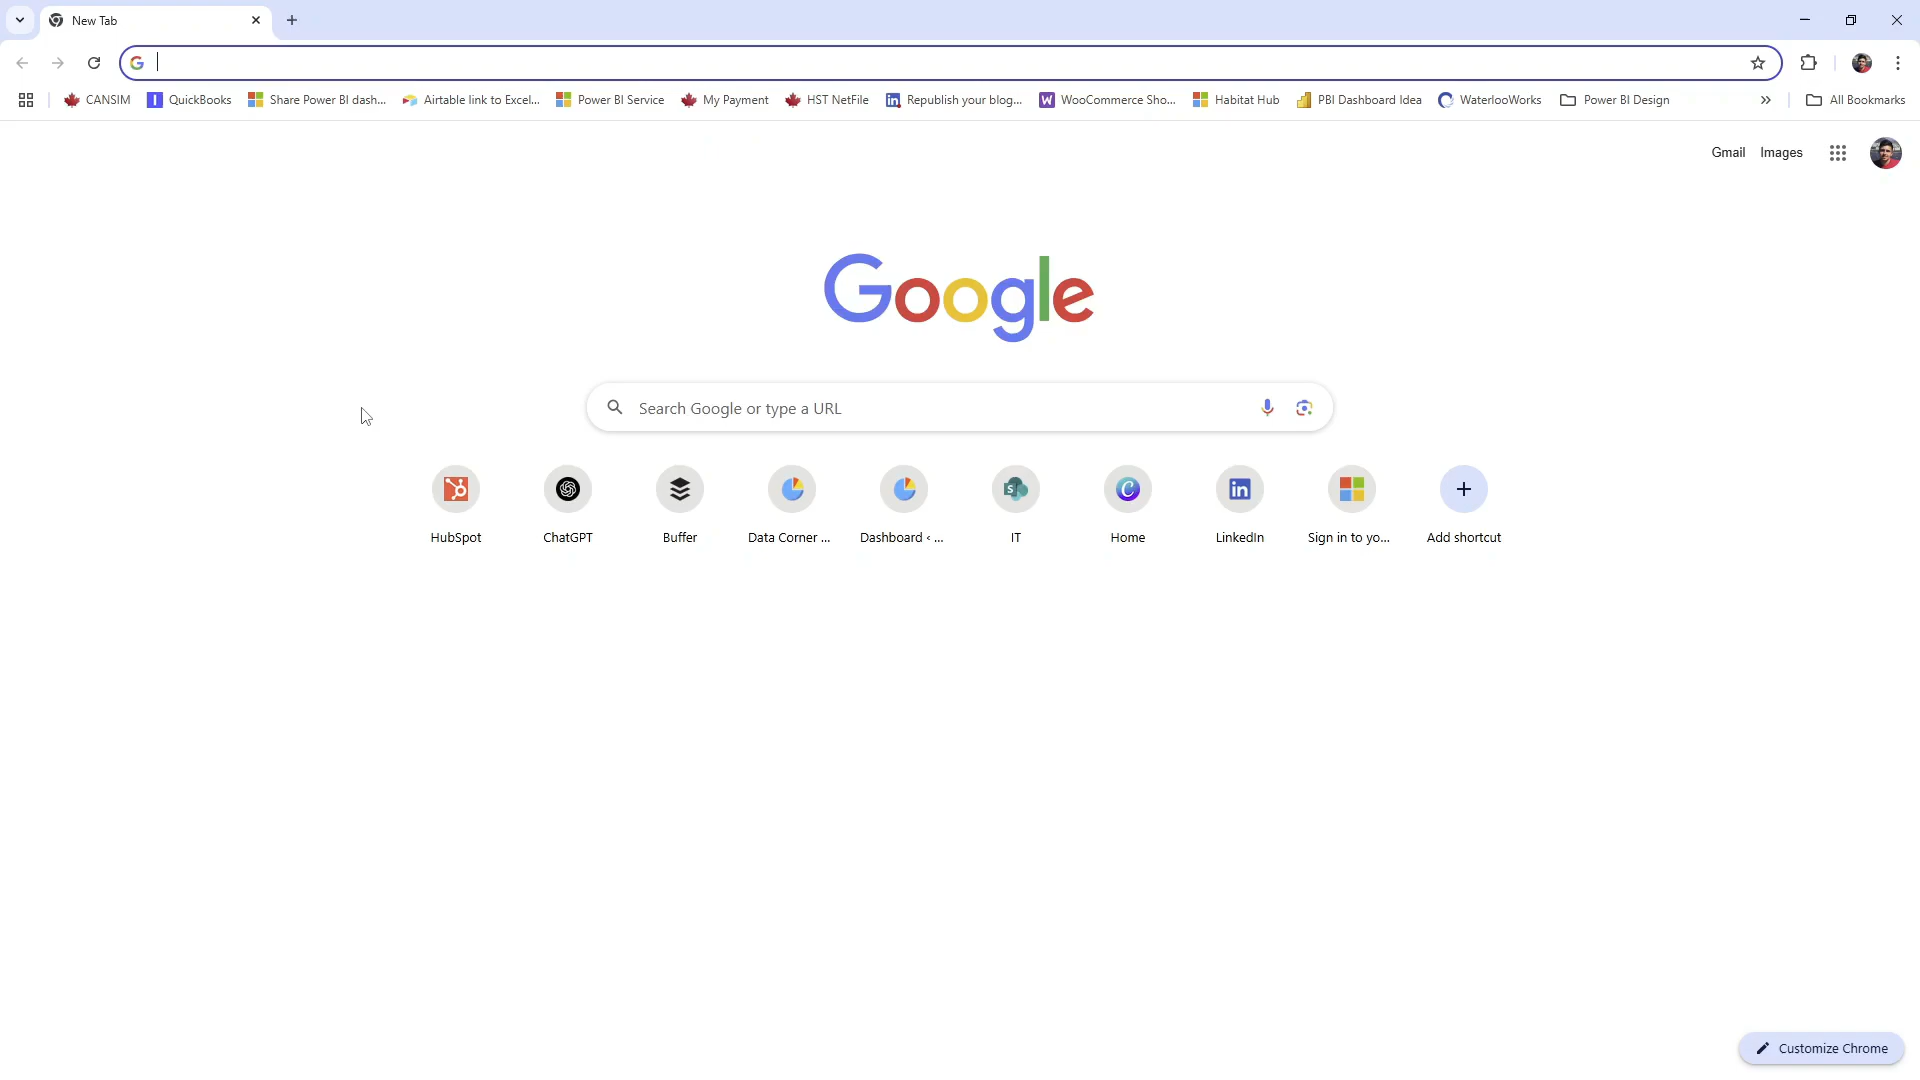 New Tab
CANSIM QuickBooks Share Power BI dash... Airtable link to Excel... Power BI Service My Payment HST NetFile Republish your blog... WooCommerce Sho... Habitat Hub PBI Dashboard Idea WaterlooWorks Power BI Design All Bookmarks
Gmail Images
Google
Search Google or type a URL
HubSpot ChatGPT Buffer Data Corner ... Dashboard ‹ ... IT Home LinkedIn Sign in to yo... Add shortcut
Customize Chrome